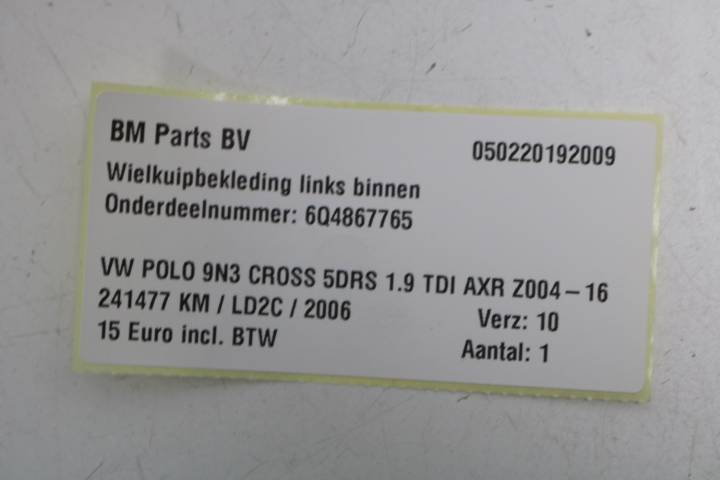 BM Parts BV 050220192009
Wielkuipbekleding links binnen
Onderdeelnummer: 6Q4867765
VW POLO 9N3 CROSS 5DRS 1.9 TDI AXR Z004-16
241477 KM / LD2C / 2006 Verz: 10
15 Euro incl. BTW Aantal: 1